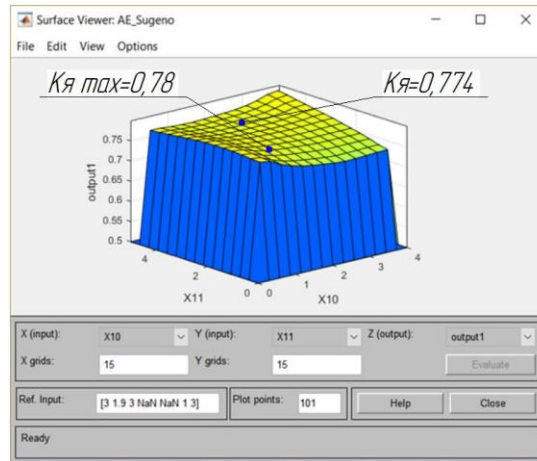 Surface Viewer: AE_Sugeno
File Edit View Options
Kя max=0,78
Kя=0,774
0.75
0.7
0.65
0.6
0.55
0.5
output1
4
2
0
X11
0
1
2
3
4
X10
X (input): X10 Y (input): X11 Z (output): output1
X grids: 15 Y grids: 15 Evaluate
Ref. Input: [3 1.9 3 NaN NaN 1 3] Plot points: 101 Help Close
Ready